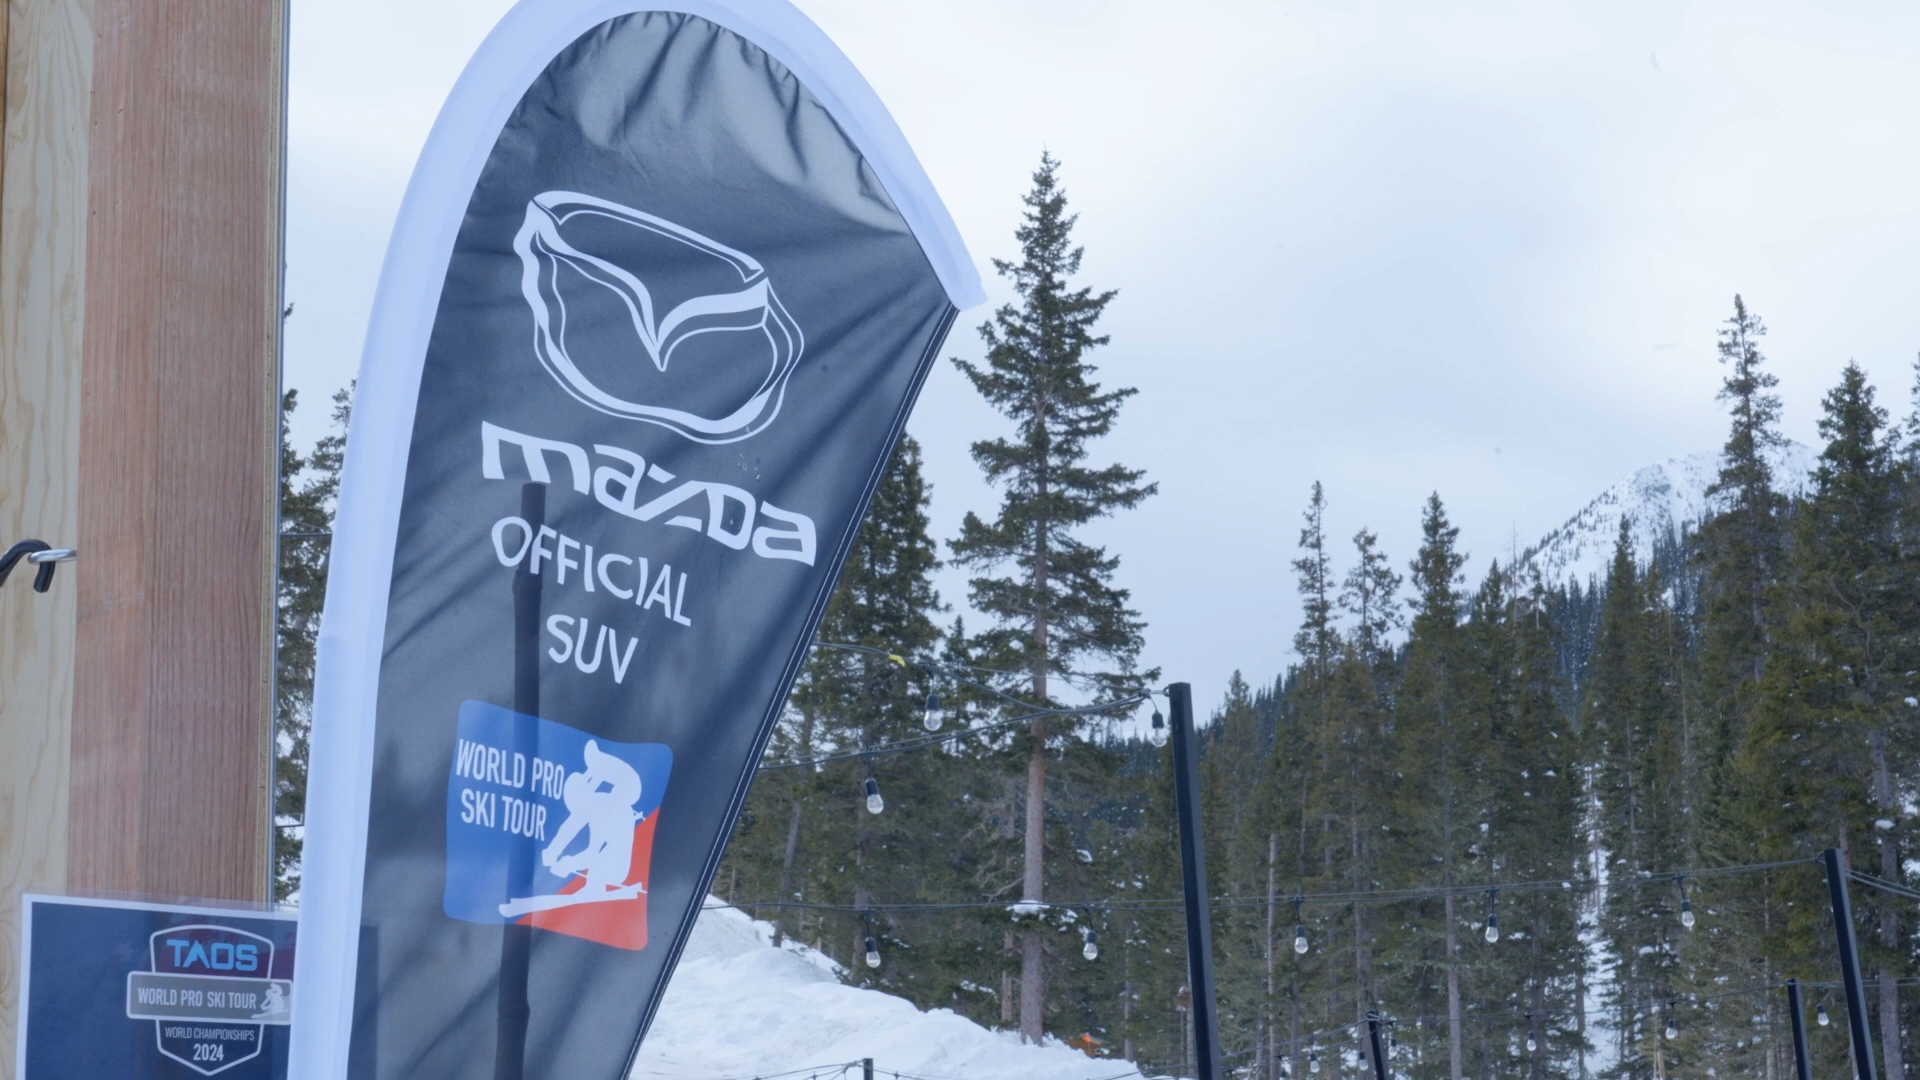 mazda
OFFICIAL
SUV
WORLD PRO
SKI TOUR
TAOS
WORLD PRO SKI TOUR
WORLD CHAMPIONSHIPS
2024